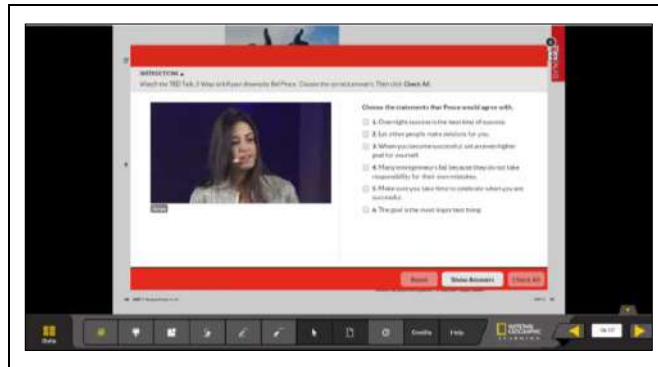 INSTRUCTIONS
Watch the TED Talk, 5 Ways to Kill your dreams by Bel Pesce. Choose the correct answers. Then click Check All.
Choose the statements that Pesce would agree with.
1. Overnight success is the best kind of success.
2. Let other people make decisions for you.
3. When you become successful, set an even higher
goal for yourself.
4. Many entrepreneurs fail because they do not take
responsibility for their own mistakes.
5. Make sure you take time to celebrate when you are
successful.
6. The goal is the most important thing.
Reset
Show Answers
Check All
Credits
Help
NATIONAL
GEOGRAPHIC
LEARNING